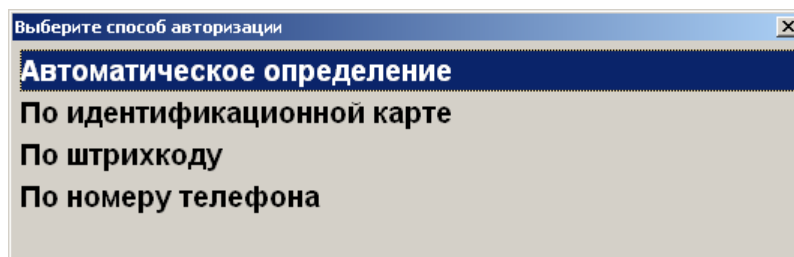 Выберите способ авторизации
Автоматическое определение
По идентификационной карте
По штрихкоду
По номеру телефона